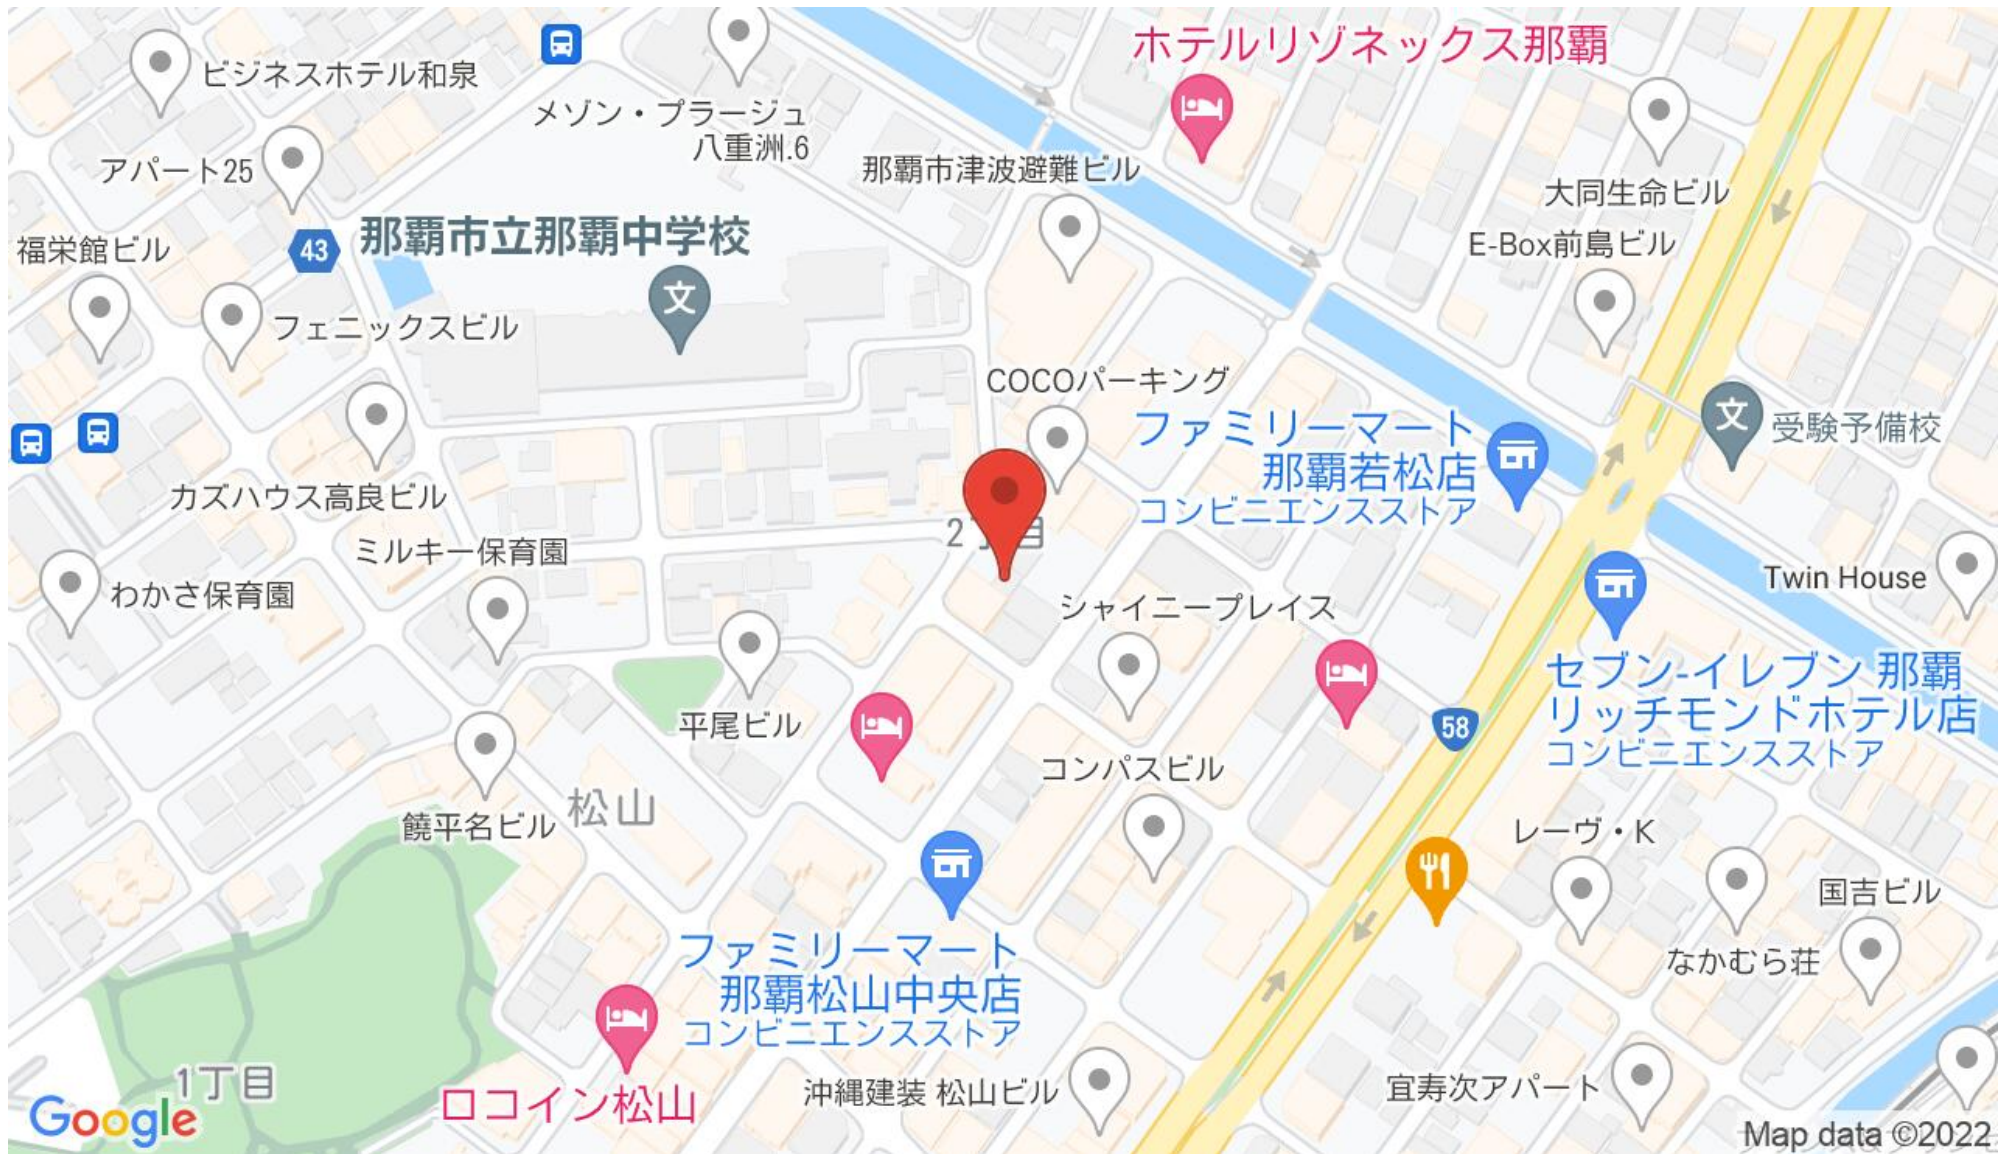 ホテルリゾネックス那覇
ビジネスホテル和泉
メゾン・プラージュ
八重洲.6
那覇市津波避難ビル
アパート25
大同生命ビル
43
那覇市立那覇中学校
福栄館ビル
E-Box前島ビル
文
フェニックスビル
COCOパーキング
文
受験予備校
ファミリーマート
那覇若松店
コンビニエンスストア
カズハウス高良ビル
2丁目
ミルキー保育園
Twin House
わかさ保育園
シャイニープレイス
セブン-イレブン 那覇
リッチモンドホテル店
コンビニエンスストア
平尾ビル
58
コンパスビル
松山
饒平名ビル
レーヴ・K
国吉ビル
ファミリーマート
那覇松山中央店
コンビニエンスストア
なかむら荘
1丁目
ロコイン松山
沖縄建装 松山ビル
宜寿次アパート
Google
Map data ©2022